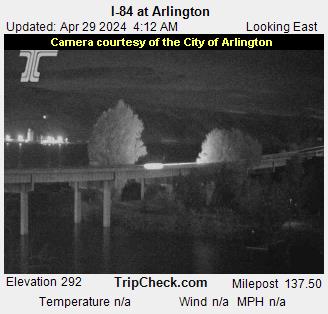 I-84 at Arlington
Updated: Apr 29 2024 4:12 AM Looking East
Camera courtesy of the City of Arlington
Elevation 292 TripCheck.com Milepost 137.50
Temperature n/a Wind n/a MPH n/a